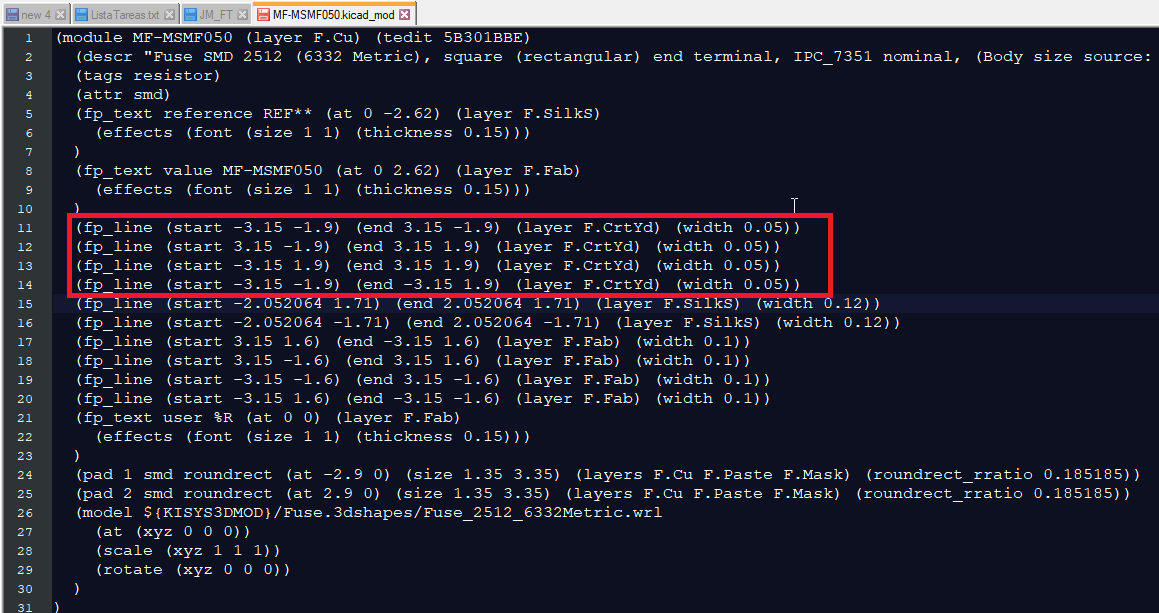 new 4 ListaTareas.txt JM_FT MF-MSMF050.kicad_mod
1 (module MF-MSMF050 (layer F.Cu) (tedit 5B301BBE)
2 (descr "Fuse SMD 2512 (6332 Metric), square (rectangular) end terminal, IPC_7351 nominal, (Body size source:
3 (tags resistor)
4 (attr smd)
5 (fp_text reference REF** (at 0 -2.62) (layer F.SilkS)
6 (effects (font (size 1 1) (thickness 0.15)))
7 )
8 (fp_text value MF-MSMF050 (at 0 2.62) (layer F.Fab)
9 (effects (font (size 1 1) (thickness 0.15)))
10 )
11 (fp_line (start -3.15 -1.9) (end 3.15 -1.9) (layer F.CrtYd) (width 0.05))
12 (fp_line (start 3.15 -1.9) (end 3.15 1.9) (layer F.CrtYd) (width 0.05))
13 (fp_line (start -3.15 1.9) (end 3.15 1.9) (layer F.CrtYd) (width 0.05))
14 (fp_line (start -3.15 -1.9) (end -3.15 1.9) (layer F.CrtYd) (width 0.05))
15 (fp_line (start -2.052064 1.71) (end 2.052064 1.71) (layer F.SilkS) (width 0.12))
16 (fp_line (start -2.052064 -1.71) (end 2.052064 -1.71) (layer F.SilkS) (width 0.12))
17 (fp_line (start 3.15 1.6) (end -3.15 1.6) (layer F.Fab) (width 0.1))
18 (fp_line (start 3.15 -1.6) (end 3.15 1.6) (layer F.Fab) (width 0.1))
19 (fp_line (start -3.15 -1.6) (end 3.15 -1.6) (layer F.Fab) (width 0.1))
20 (fp_line (start -3.15 1.6) (end -3.15 -1.6) (layer F.Fab) (width 0.1))
21 (fp_text user %R (at 0 0) (layer F.Fab)
22 (effects (font (size 1 1) (thickness 0.15)))
23 )
24 (pad 1 smd roundrect (at -2.9 0) (size 1.35 3.35) (layers F.Cu F.Paste F.Mask) (roundrect_rratio 0.185185))
25 (pad 2 smd roundrect (at 2.9 0) (size 1.35 3.35) (layers F.Cu F.Paste F.Mask) (roundrect_rratio 0.185185))
26 (model ${KISYS3DMOD}/Fuse.3dshapes/Fuse_2512_6332Metric.wrl
27 (at (xyz 0 0 0))
28 (scale (xyz 1 1 1))
29 (rotate (xyz 0 0 0))
30 )
31 )